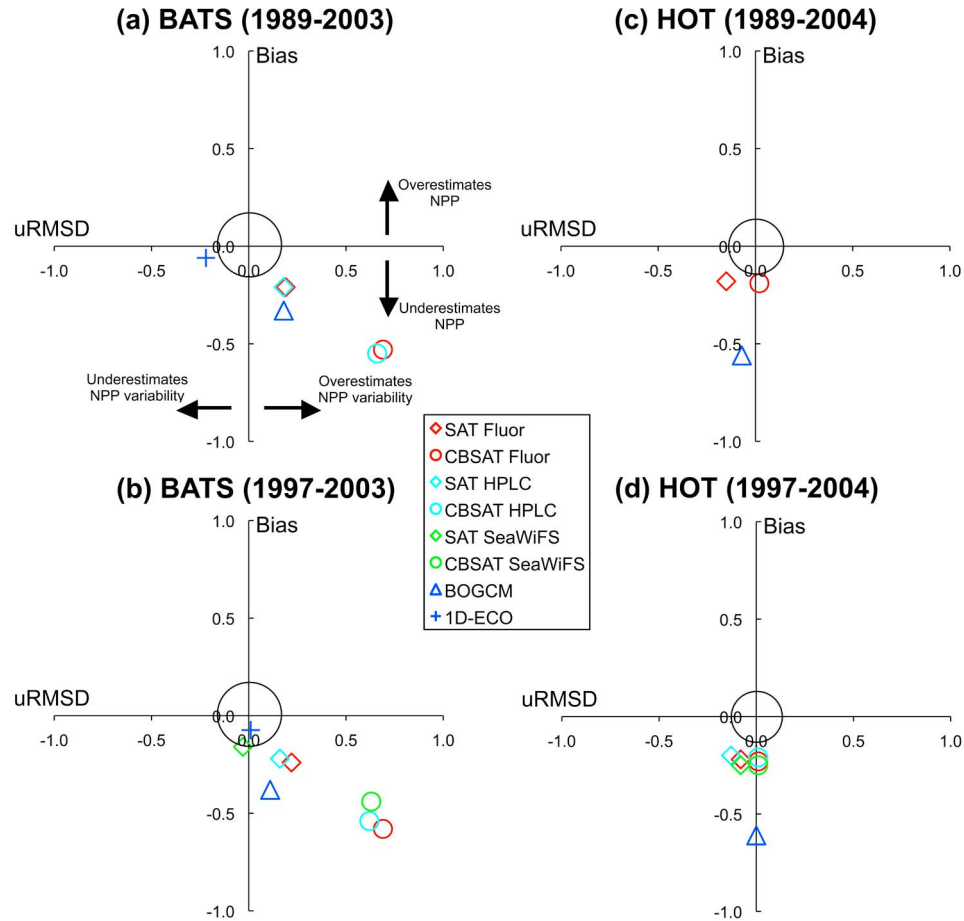 (a) BATS (1989-2003)
1.0
Bias
0.5
Overestimates
NPP
uRMSD
0.0
-1.0
-0.5
0.0
0.5
1.0
Underestimates
NPP
-0.5
Underestimates
NPP variability
Overestimates
NPP variability
-1.0
(c) HOT (1989-2004)
1.0
Bias
0.5
uRMSD
0.0
-1.0
-0.5
0.0
0.5
1.0
-0.5
-1.0
SAT Fluor
CBSAT Fluor
SAT HPLC
CBSAT HPLC
SAT SeaWiFS
CBSAT SeaWiFS
BOGCM
1D-ECO
(b) BATS (1997-2003)
1.0
Bias
0.5
uRMSD
0.0
-1.0
-0.5
0.0
0.5
1.0
-0.5
-1.0
(d) HOT (1997-2004)
1.0
Bias
0.5
uRMSD
0.0
-1.0
-0.5
0.0
0.5
1.0
-0.5
-1.0